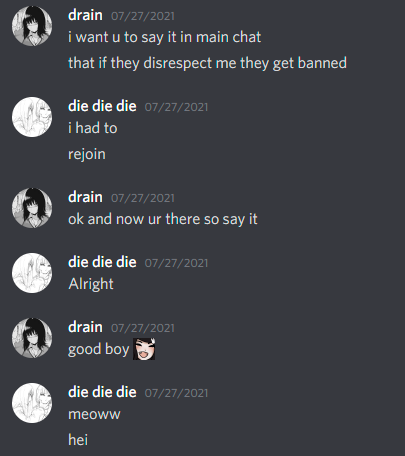 drain 07/27/2021
i want u to say it in main chat
that if they disrespect me they get banned
die die die 07/27/2021
i had to
rejoin
drain 07/27/2021
ok and now ur there so say it
die die die 07/27/2021
Alright
drain 07/27/2021
good boy
die die die 07/27/2021
meoww
hei